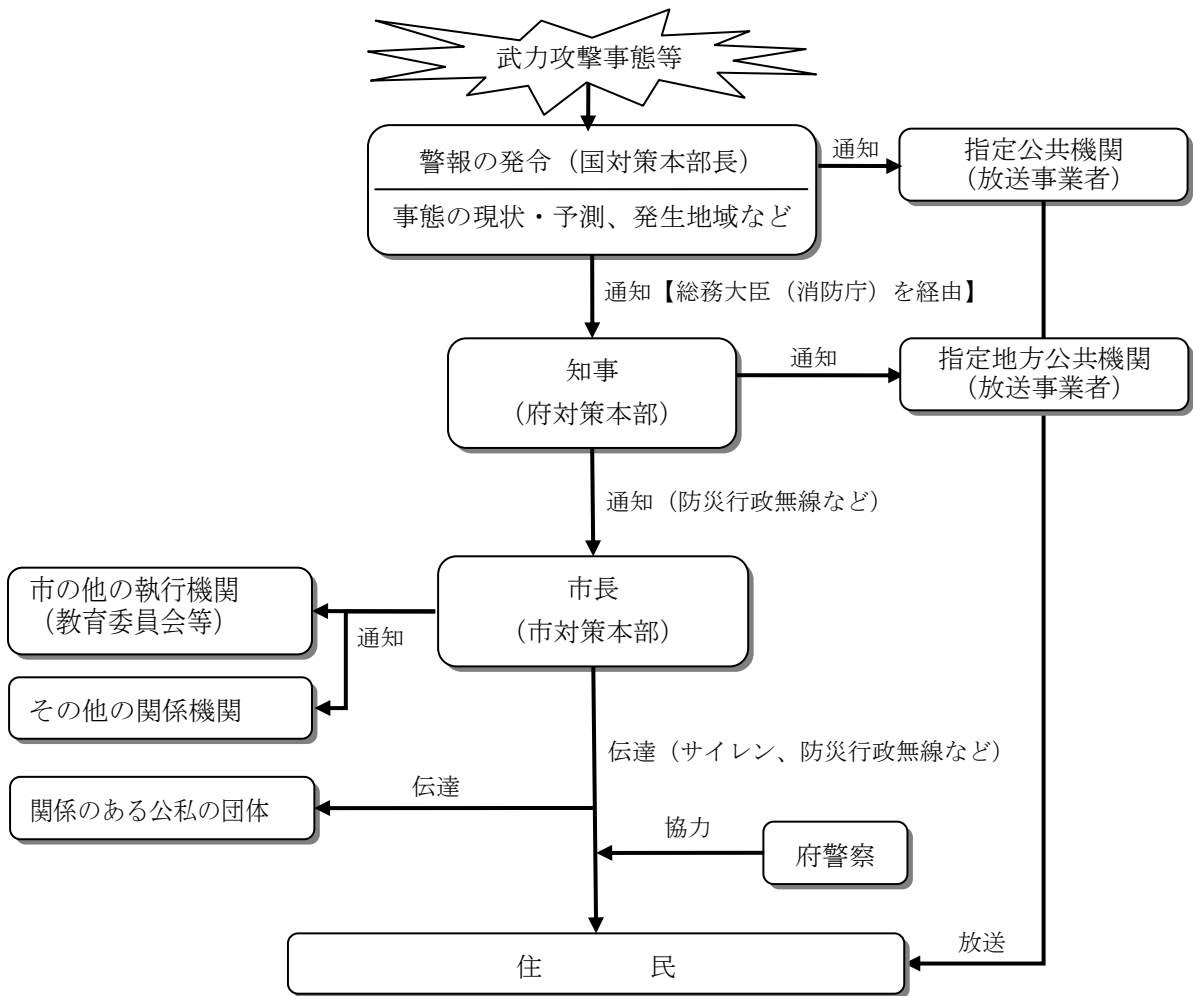 武力攻撃事態等
警報の発令（国対策本部長）
事態の現状・予測、発生地域など
通知
指定公共機関
（放送事業者）
通知【総務大臣（消防庁）を経由】
知事
（府対策本部）
通知
指定地方公共機関
（放送事業者）
通知（防災行政無線など）
市長
（市対策本部）
市の他の執行機関
（教育委員会等）
通知
その他の関係機関
伝達（サイレン、防災行政無線など）
関係のある公私の団体
伝達
協力
府警察
放送
住　　　民